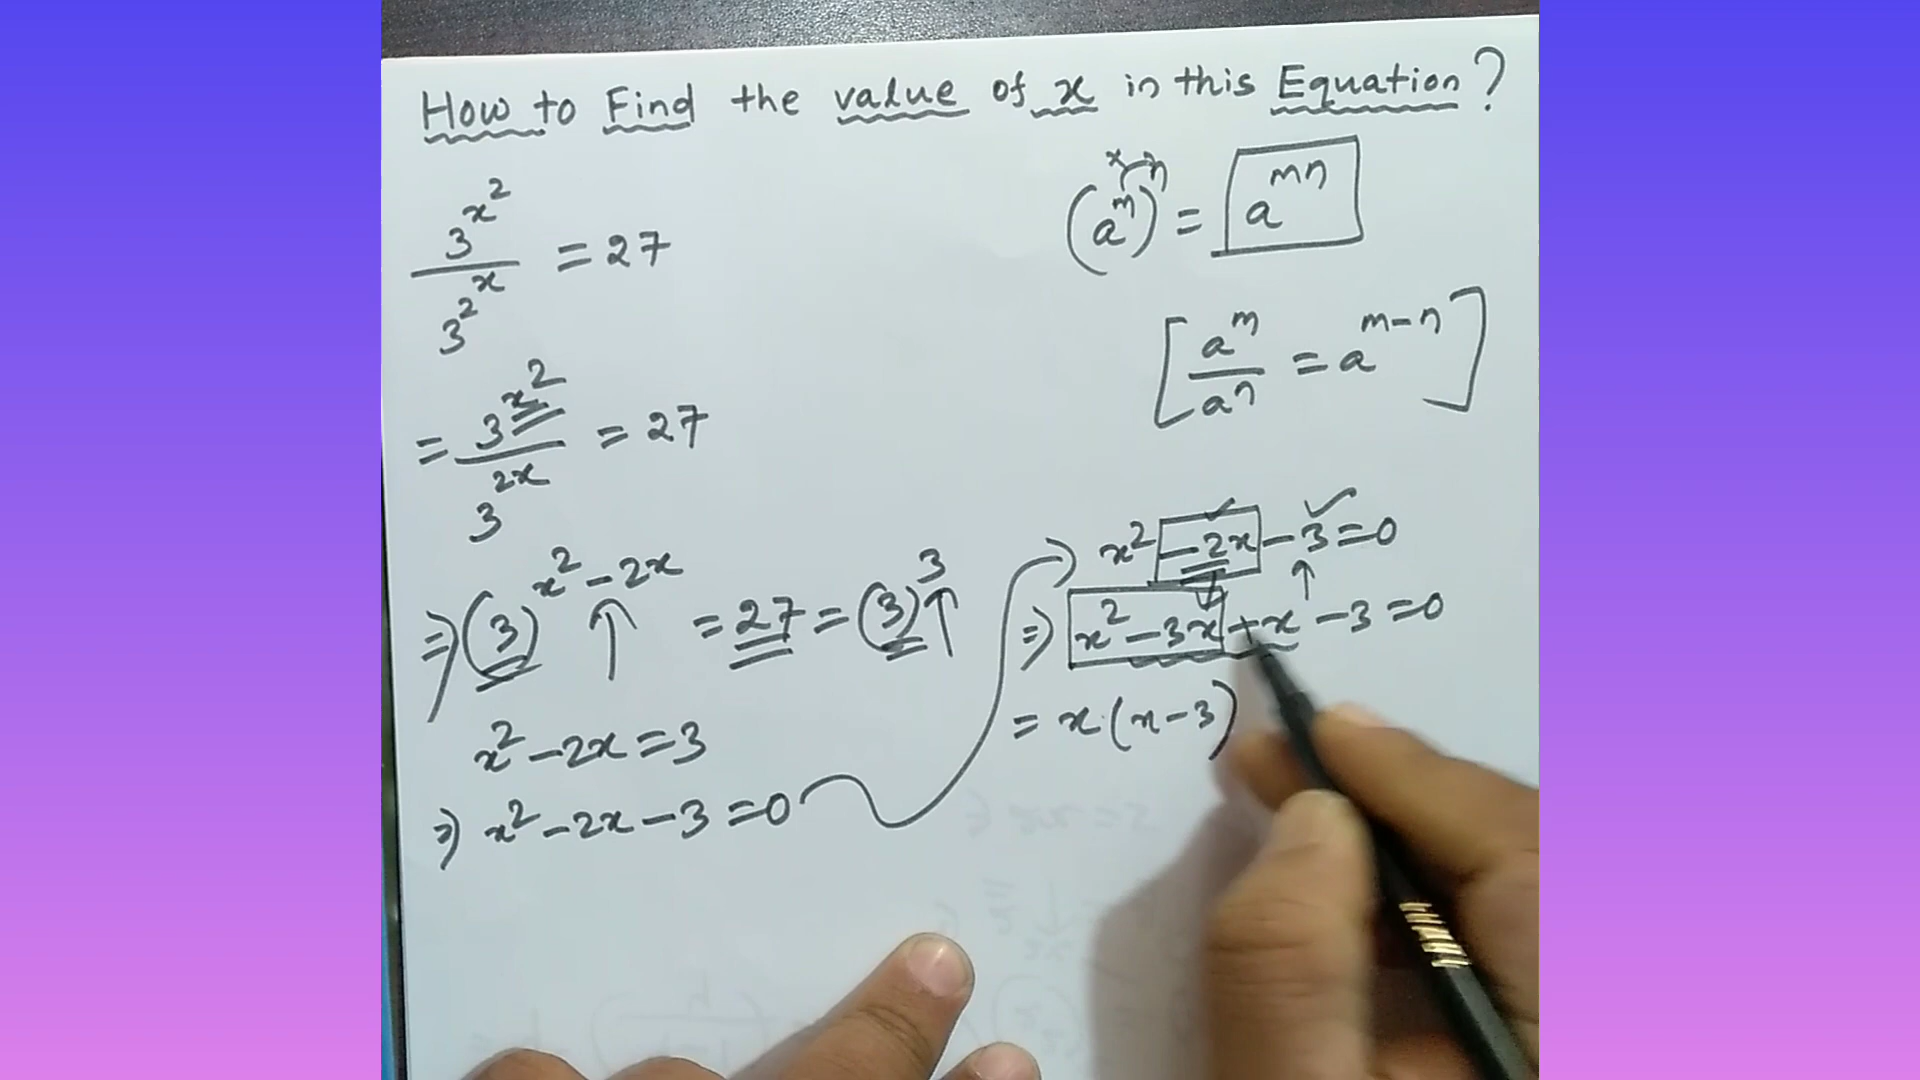 How to Find the value of x in this Equation?
3^x^2 / 3^2^x = 27
= 3^x^2 / 3^2x = 27
⇒ (3)^x^2-2x = 27 = (3)^3
x^2 - 2x = 3
⇒ x^2 - 2x - 3 = 0
(a^m)^n = a^mn
[a^m / a^n = a^m-n]
⇒ x^2 - 2x - 3 = 0
⇒ x^2 - 3x + x - 3 = 0
= x·(x-3)